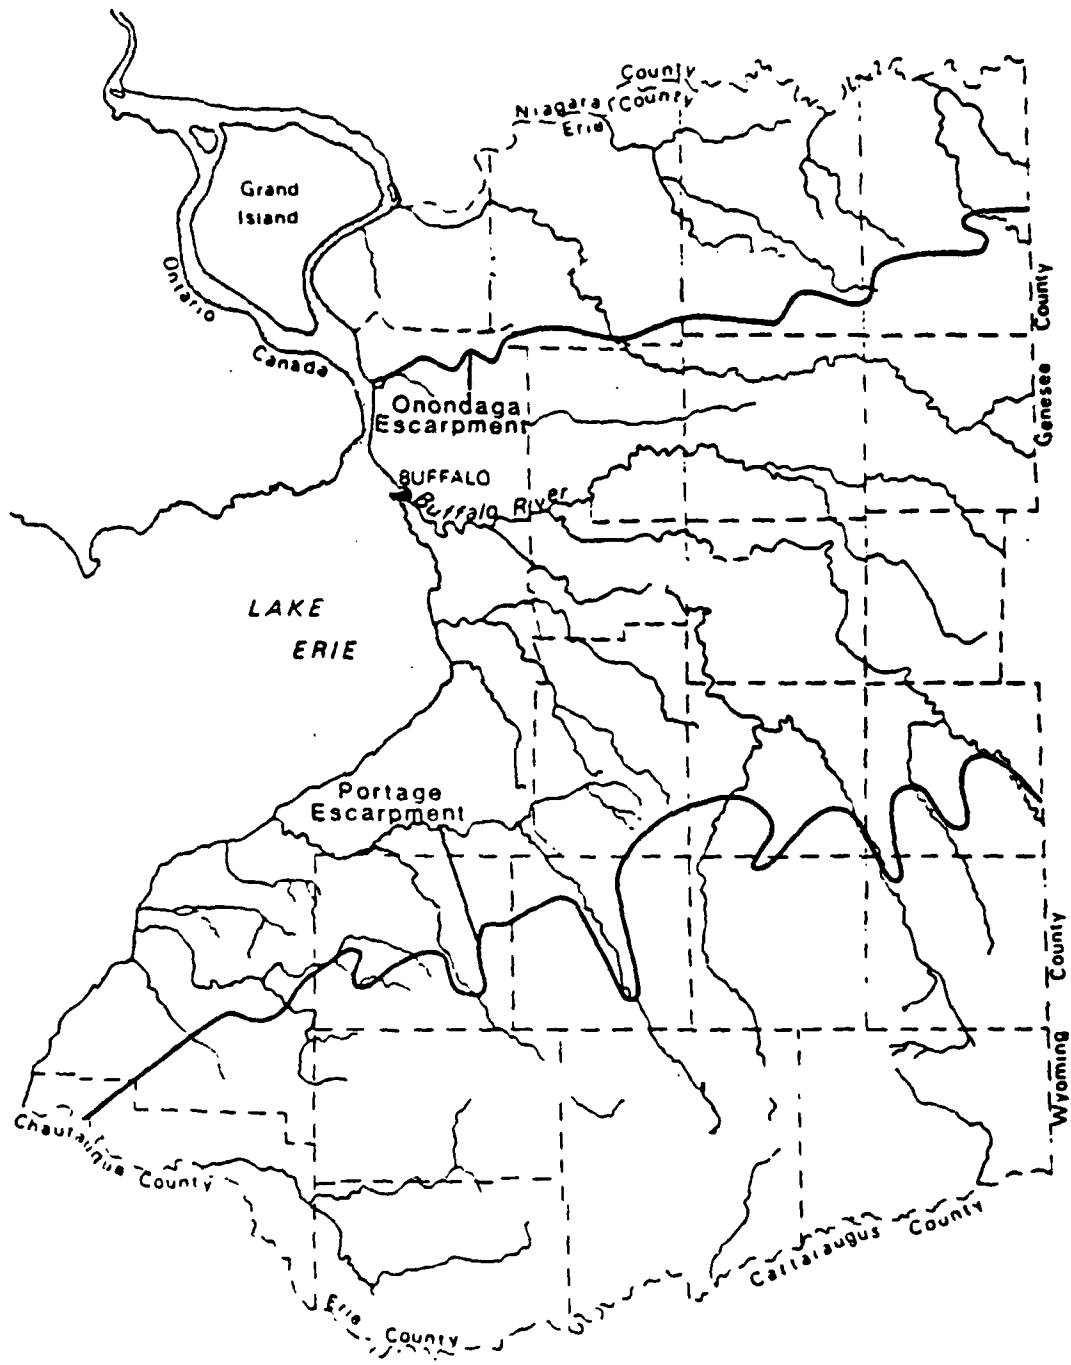 County
Niagara County
Erie
Grand
Island
Ontario
Canada
County
Genesee
Onondaga
Escarpment
BUFFALO
Buffalo River
LAKE
ERIE
Portage
Escarpment
County
Wyoming
Chautauqua County
Cattaraugus County
Erie County